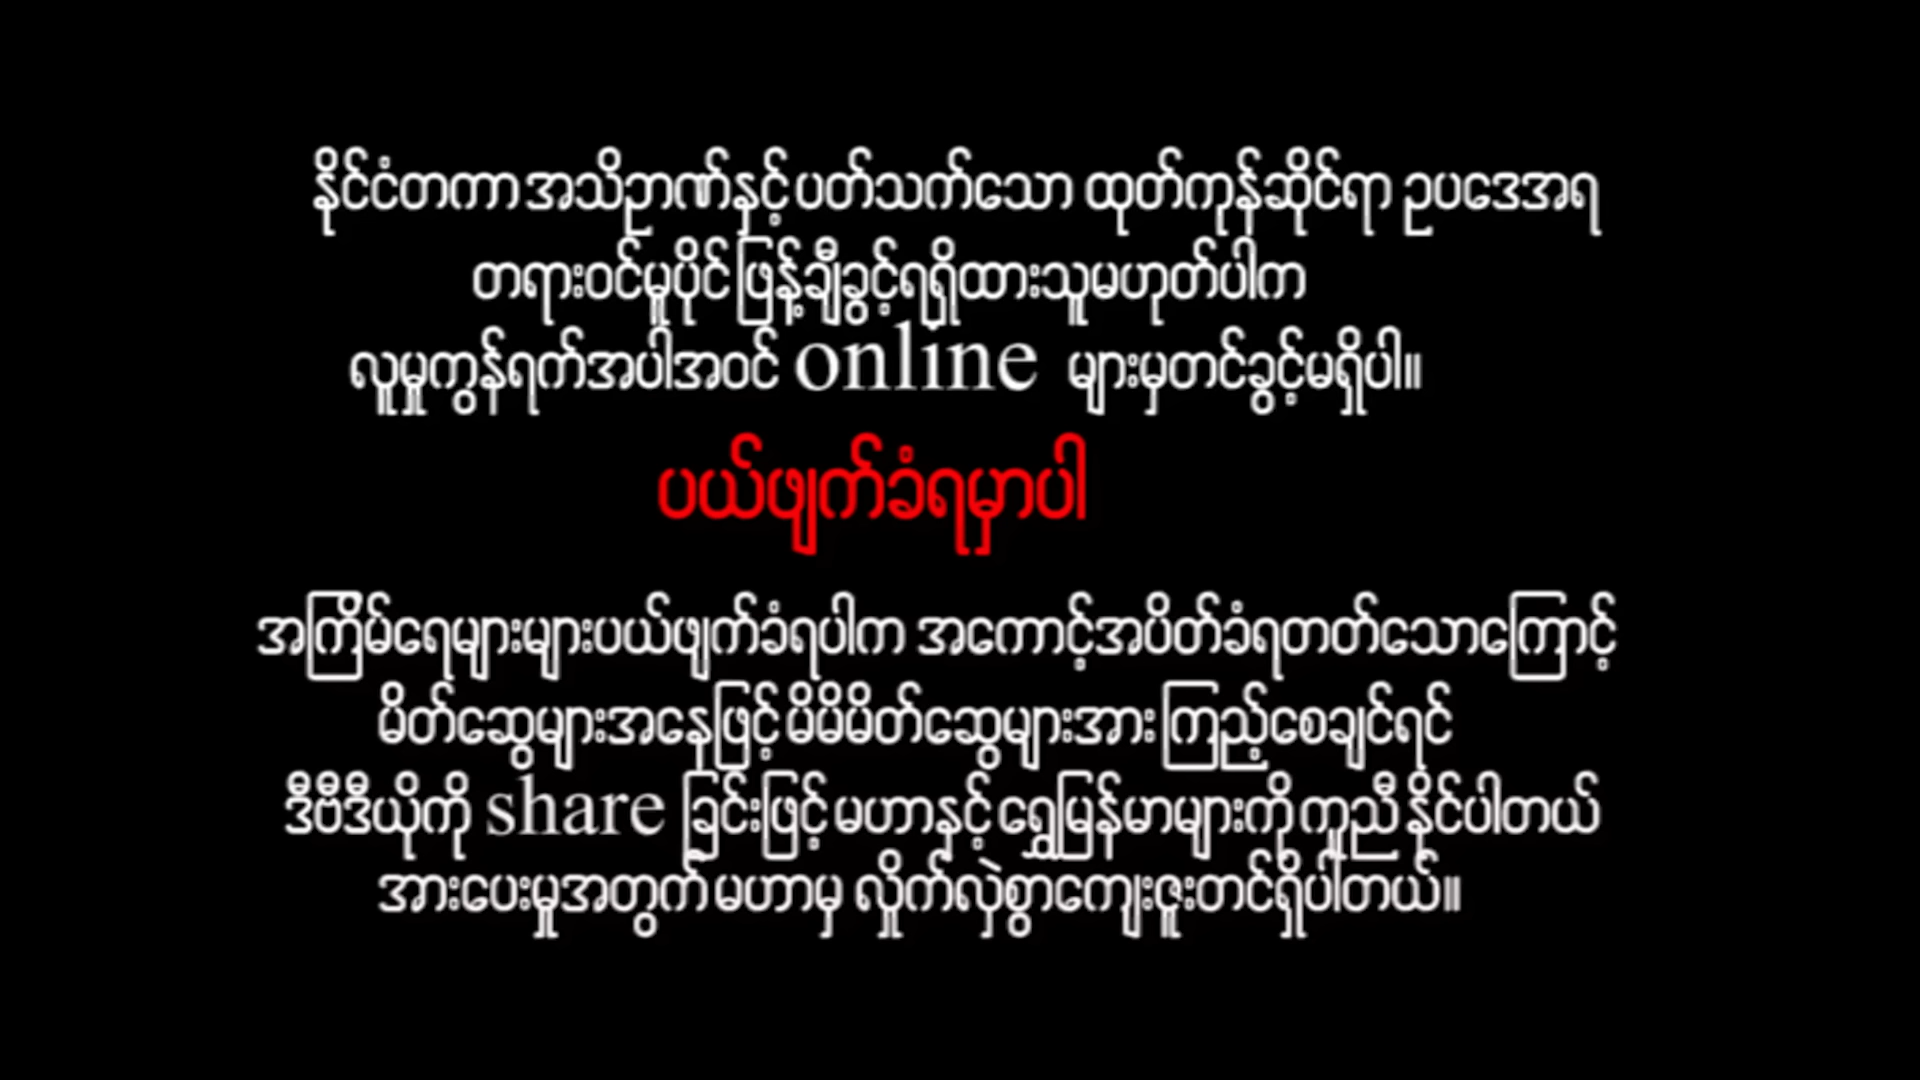 နိုင်ငံတကာ အသိဉာဏ်နှင့် ပတ်သက်သော ထုတ်ကုန်ဆိုင်ရာ ဥပဒေအရ
တရားဝင်မူပိုင် ဖြန့်ချီခွင့်ရရှိထားသူမဟုတ်ပါက
လူမှုကွန်ရက်အပါအဝင် online များမှတင်ခွင့်မရှိပါ။
ပယ်ဖျက်ခံရမှာပါ
အကြိမ်ရေများများပယ်ဖျက်ခံရပါက အကောင့်အပိတ်ခံရတတ်သောကြောင့်
မိတ်ဆွေများအနေဖြင့် မိမိမိတ်ဆွေများအား ကြည့်စေချင်ရင်
ဒီဗီဒီယိုကို share ခြင်းဖြင့် မဟာနှင့် ရွှေမြန်မာများကို ကူညီ နိုင်ပါတယ်
အားပေးမှုအတွက် မဟာမှ လှိုက်လှဲစွာကျေးဇူးတင်ရှိပါတယ်။